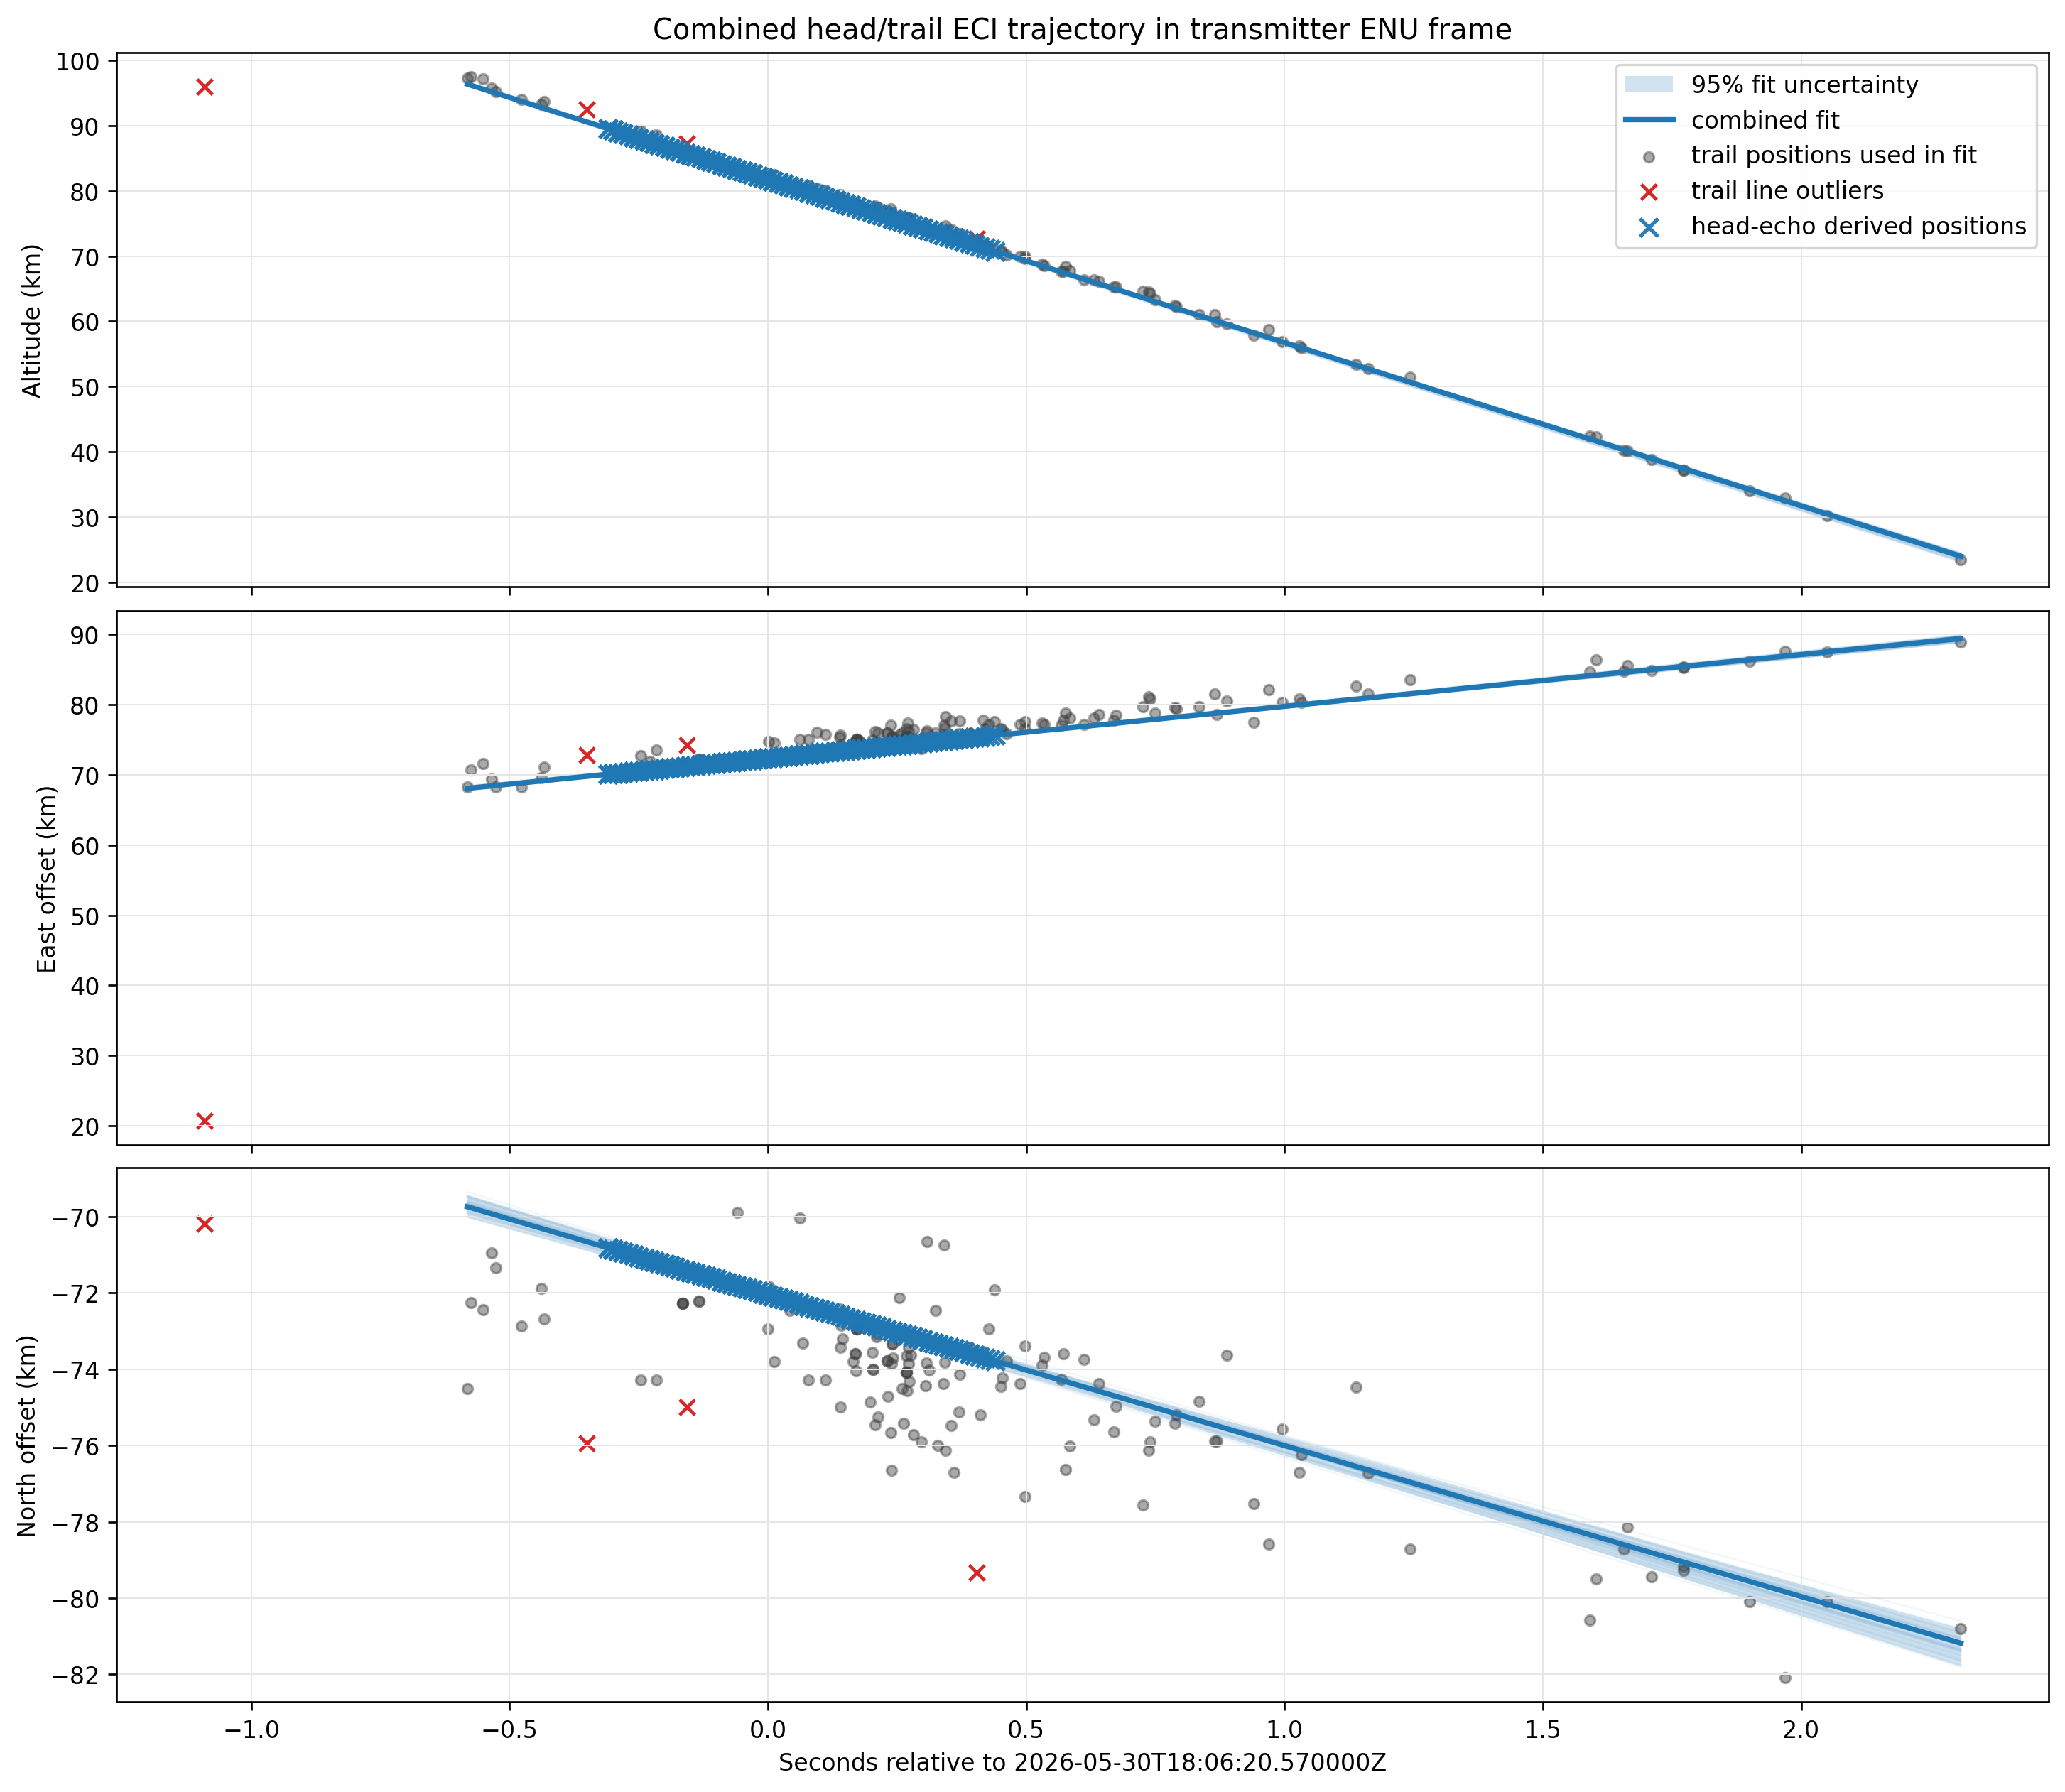 Combined head/trail ECI trajectory in transmitter ENU frame
100
90
80
70
60
50
40
30
20
Altitude (km)
95% fit uncertainty
combined fit
trail positions used in fit
trail line outliers
head-echo derived positions
90
80
70
60
50
40
30
20
East offset (km)
−70
−72
−74
−76
−78
−80
−82
North offset (km)
−1.0 −0.5 0.0 0.5 1.0 1.5 2.0
Seconds relative to 2026-05-30T18:06:20.570000Z